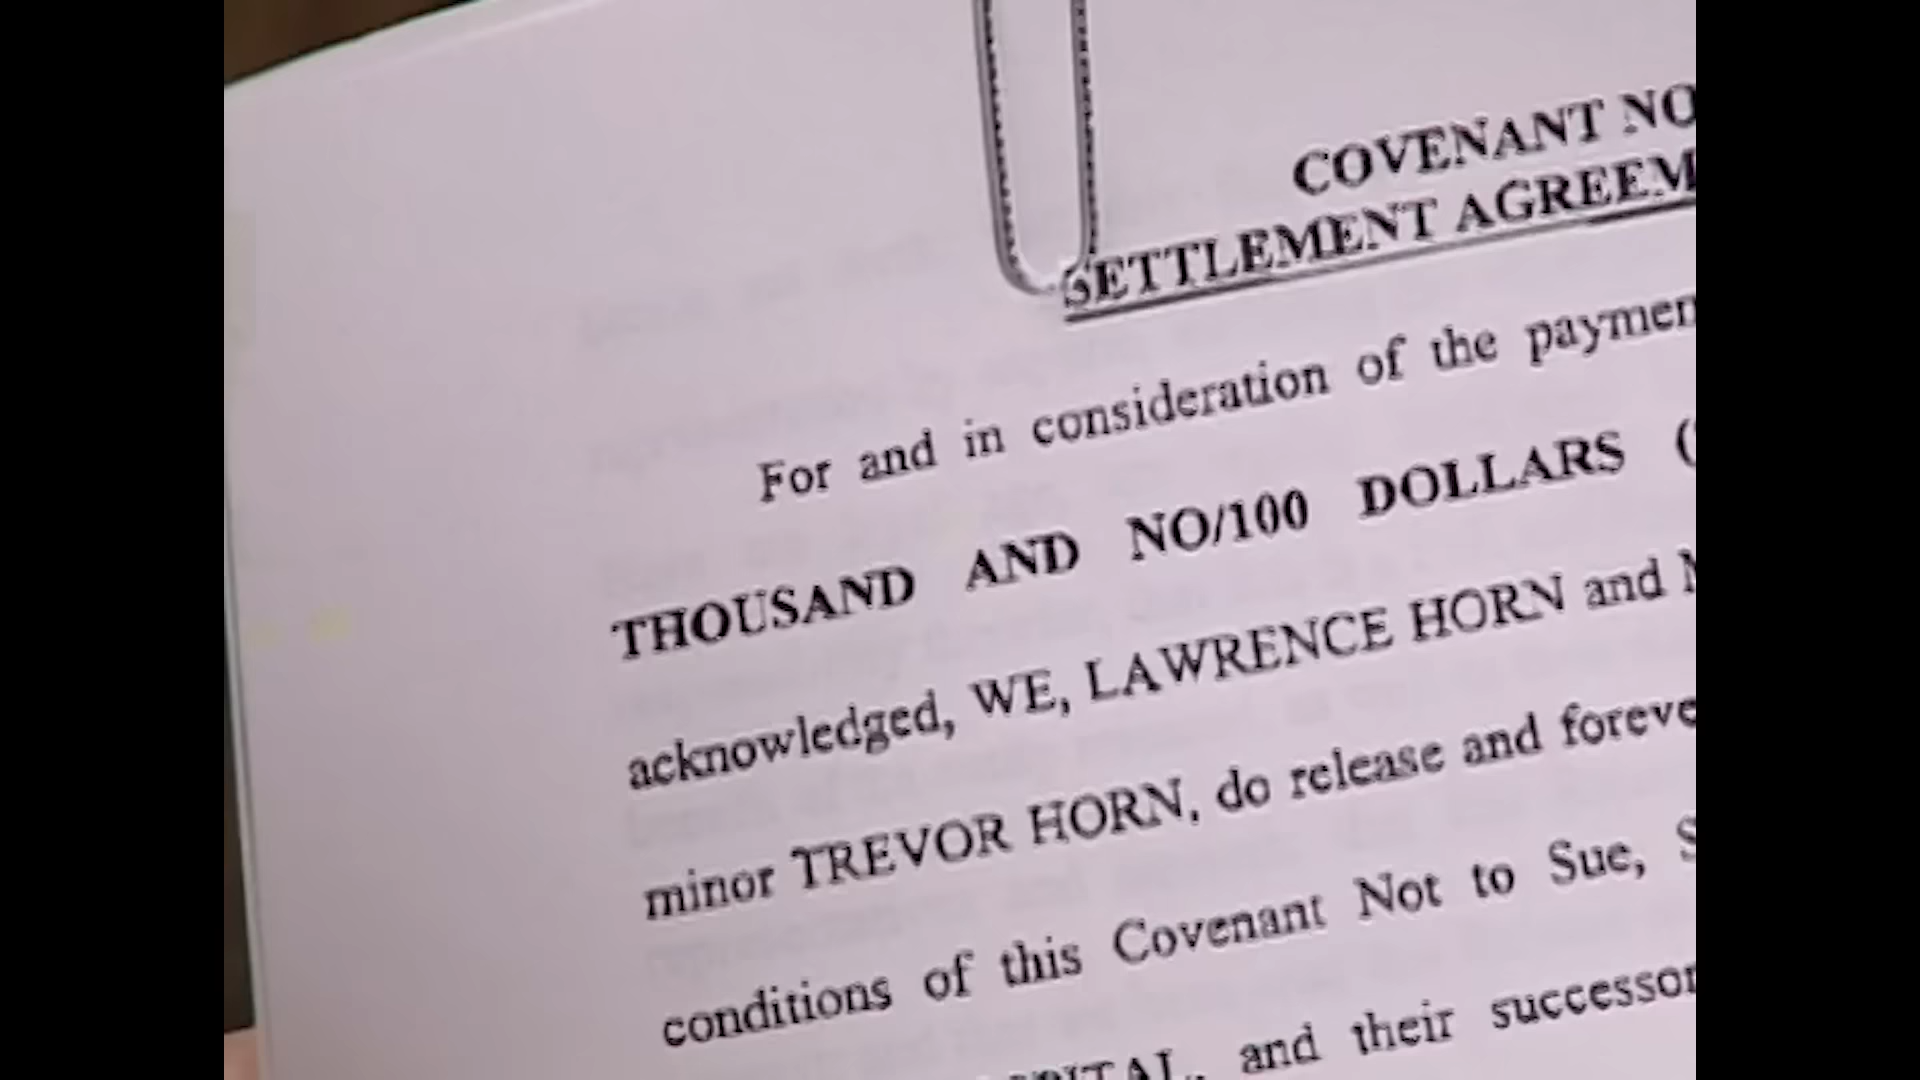 COVENANT NO
SETTLEMENT AGREEM
For and in consideration of the paymen
THOUSAND AND NO/100 DOLLARS (
acknowledged, WE, LAWRENCE HORN and
minor TREVOR HORN, do release and foreve
conditions of this Covenant Not to Sue, S
and their successor